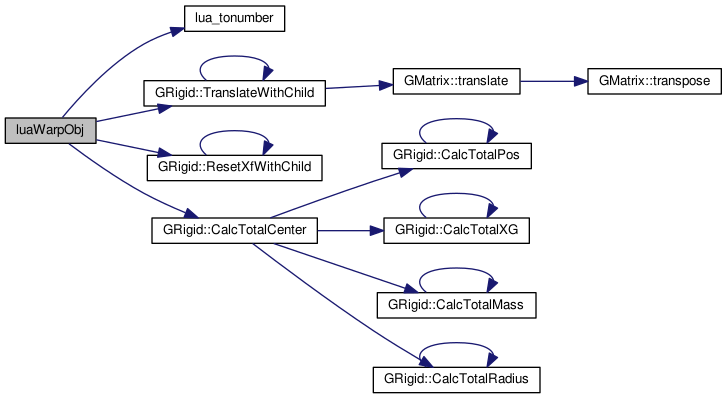 lua_tonumber
GRigid::TranslateWithChild
GMatrix::translate
GMatrix::transpose
luaWarpObj
GRigid::ResetXfWithChild
GRigid::CalcTotalPos
GRigid::CalcTotalCenter
GRigid::CalcTotalXG
GRigid::CalcTotalMass
GRigid::CalcTotalRadius